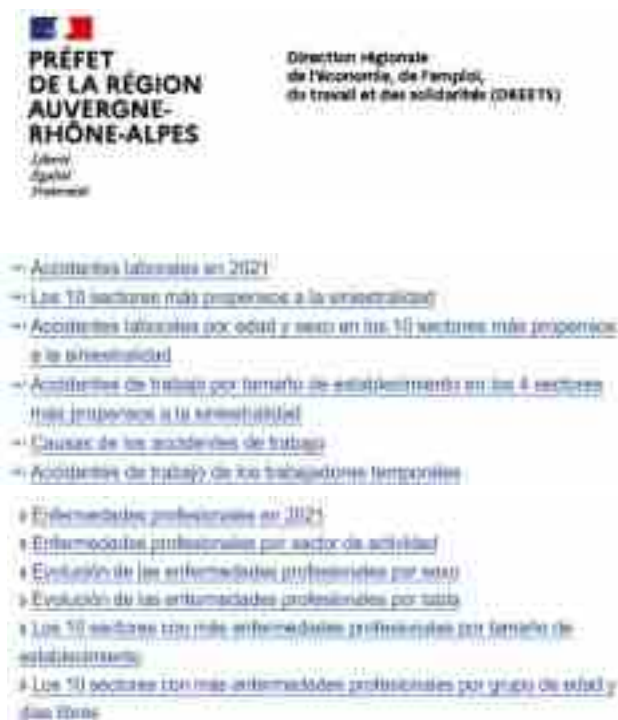 PRÉFET
DE LA RÉGION
AUVERGNE-
RHÔNE-ALPES
Liberté
Égalité
Fraternité
Direction régionale
de l'économie, de l'emploi,
du travail et des solidarités (DREETS)
Accidentes laborales en 2021
Los 10 sectores más propensos a la siniestralidad
Accidentes laborales por edad y sexo en los 10 sectores más propensos
a la siniestralidad
Accidentes de trabajo por tamaño de establecimiento en los 4 sectores
más propensos a la siniestralidad
Causas de los accidentes de trabajo
Accidentes de trabajo de los trabajadores temporales
Enfermedades profesionales en 2021
Enfermedades profesionales por sector de actividad
Evolución de las enfermedades profesionales por sexo
Evolución de las enfermedades profesionales por tabla
Los 10 sectores con más enfermedades profesionales por tamaño de
establecimiento
Los 10 sectores con más enfermedades profesionales por grupo de edad y
días